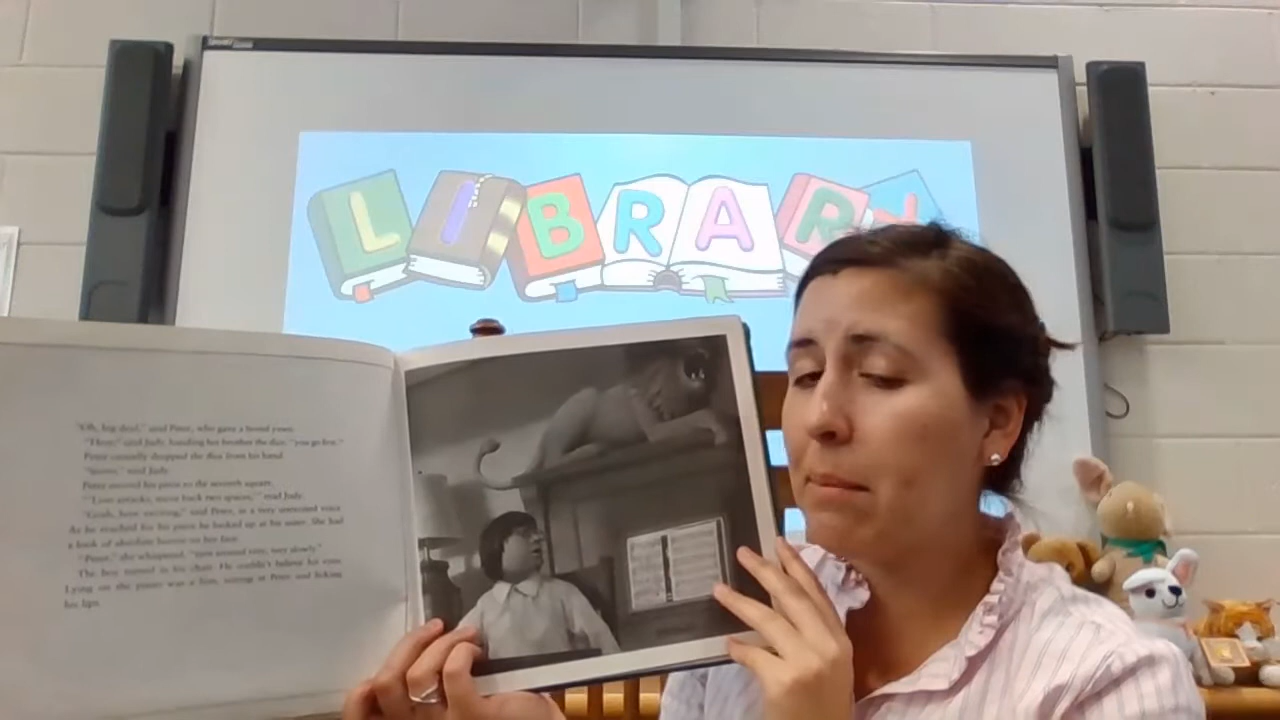 LIBRAR
"Oh, big deal," said Peter, who gave a bored yawn.
"Here," said Judy, handing her brother the dice, "you go first."
Peter casually dropped the dice from his hand.
"Seven," said Judy.
Peter moved his piece to the seventh square.
"'Lion attacks, move back two spaces,'" read Judy.
"Gosh, how exciting," said Peter, in a very unexcited voice.
As he reached for his piece he looked up at his sister. She had
a look of absolute horror on her face.
"Peter," she whispered, "turn around very, very slowly."
The boy turned in his chair. He couldn't believe his eyes.
Lying on the piano was a lion, staring at Peter and licking
his lips.